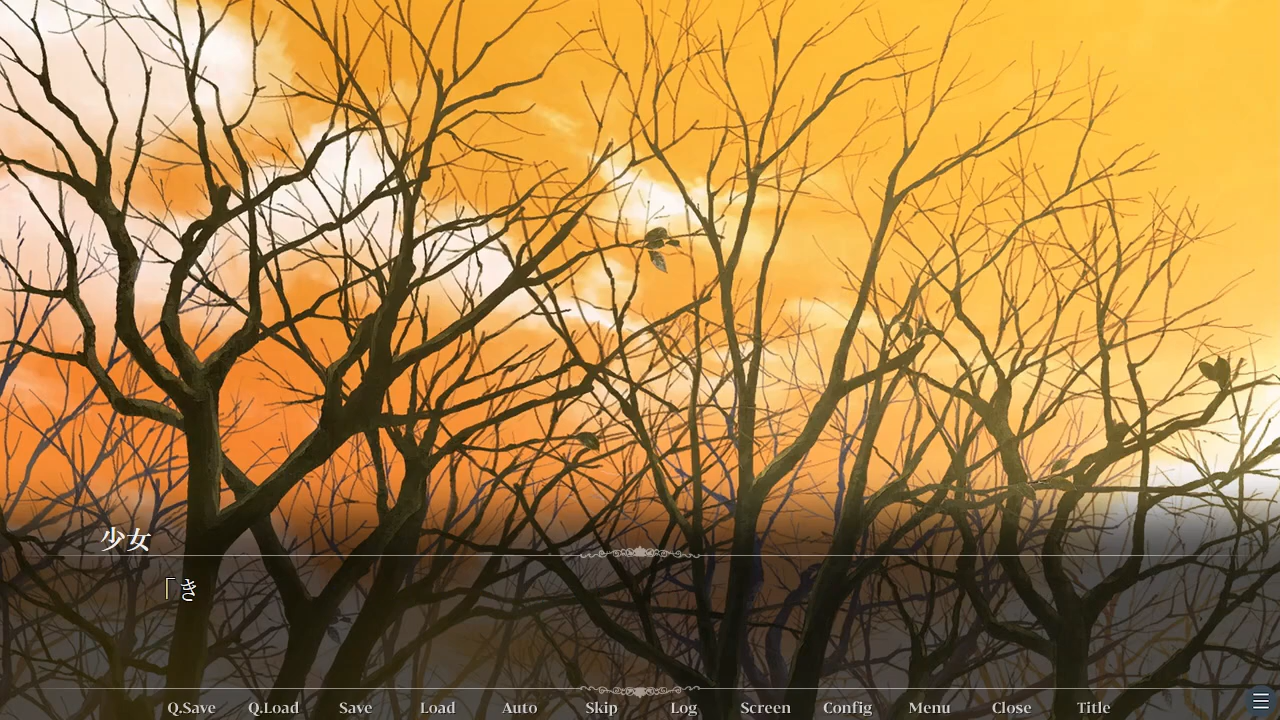 少女
「き
Q.Save Q.Load Save Load Auto Skip Log Screen Config Menu Close Title